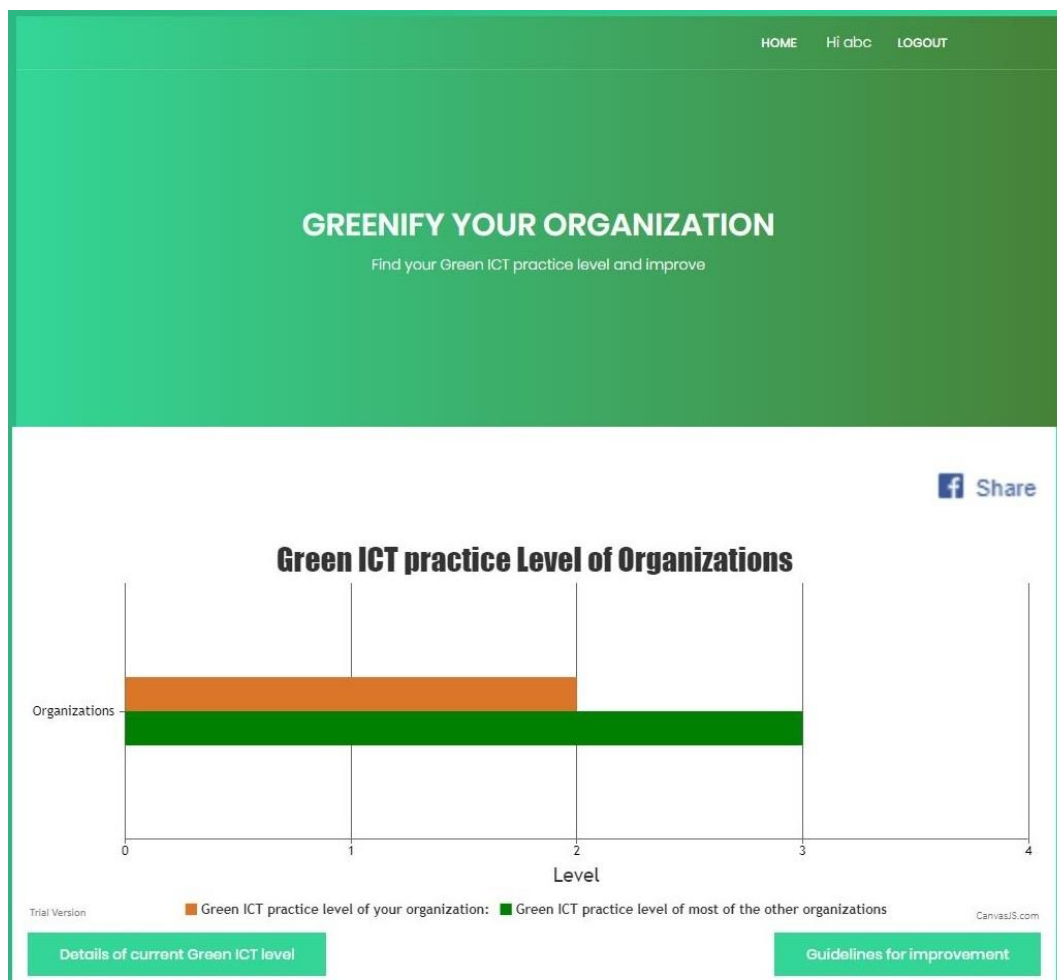 HOME Hi abc LOGOUT
GREENIFY YOUR ORGANIZATION
Find your Green ICT practice level and improve
f Share
Green ICT practice Level of Organizations
Organizations
0 1 2 3 4
Level
Green ICT practice level of your organization: Green ICT practice level of most of the other organizations
Trial Version CanvasJS.com
Details of current Green ICT level Guidelines for improvement